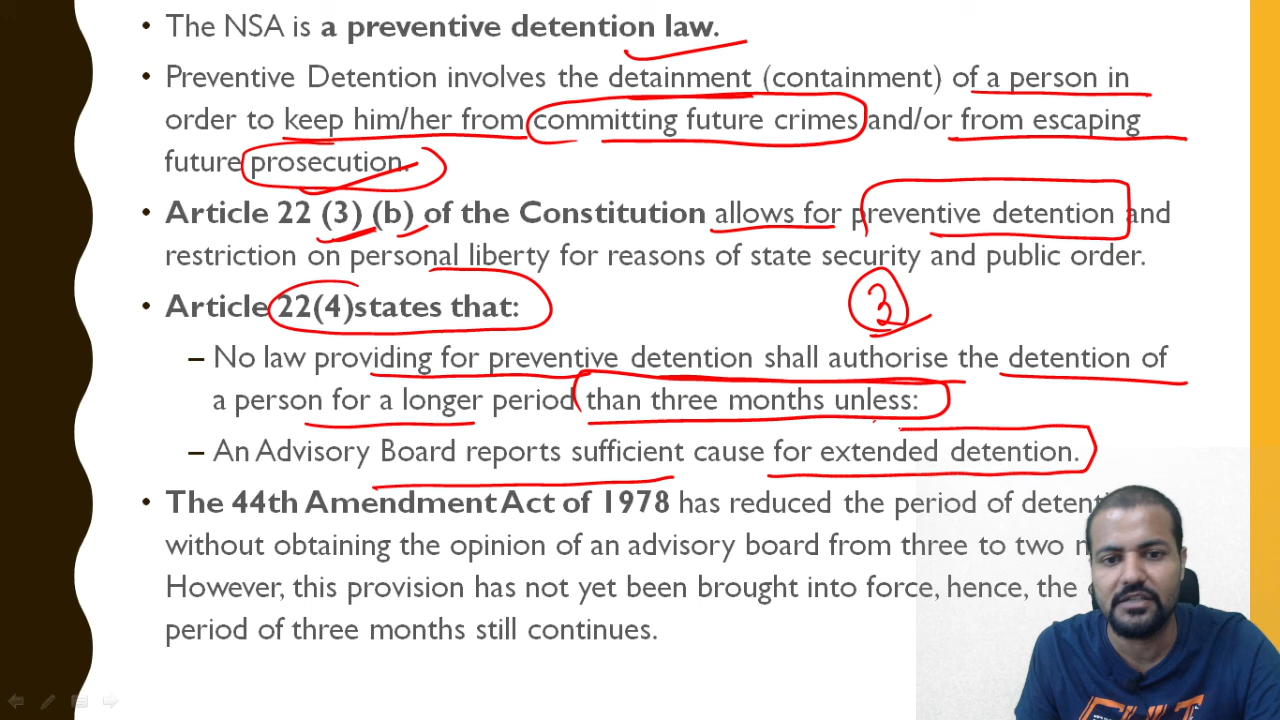 • The NSA is a preventive detention law.
• Preventive Detention involves the detainment (containment) of a person in
order to keep him/her from committing future crimes and/or from escaping
future prosecution.
• Article 22 (3) (b) of the Constitution allows for preventive detention and
restriction on personal liberty for reasons of state security and public order.
• Article 22(4)states that:
3
– No law providing for preventive detention shall authorise the detention of
a person for a longer period than three months unless:
– An Advisory Board reports sufficient cause for extended detention.
• The 44th Amendment Act of 1978 has reduced the period of
without obtaining the opinion of an advisory board from three to two
However, this provision has not yet been brought into force, hence, the
period of three months still continues.